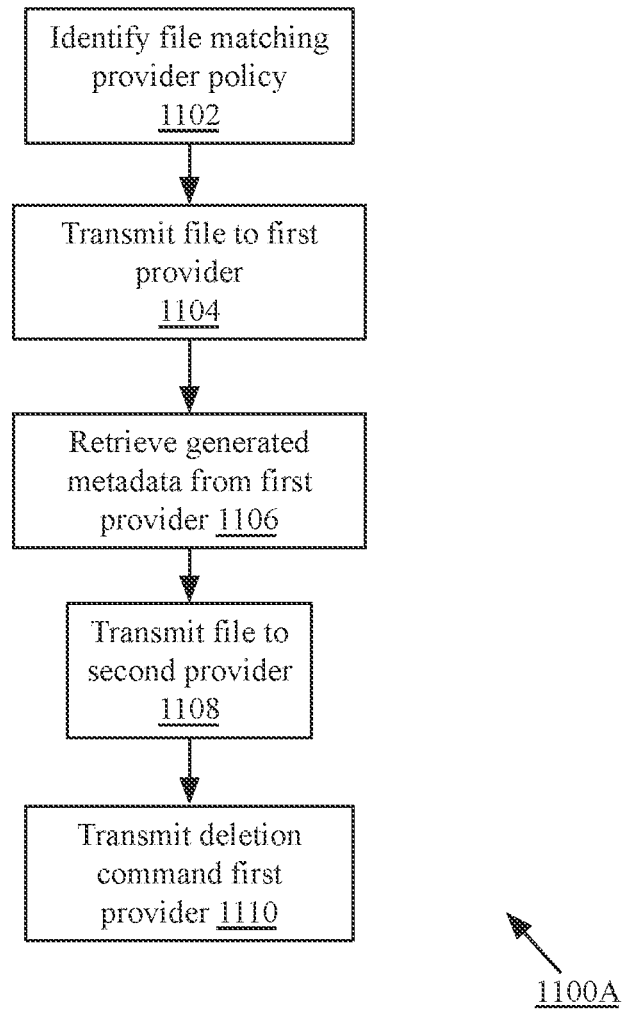 Identify file matching
provider policy
1102
Transmit file to first
provider
1104
Retrieve generated
metadata from first
provider 1106
Transmit file to
second provider
1108
Transmit deletion
command first
provider 1110
1100A